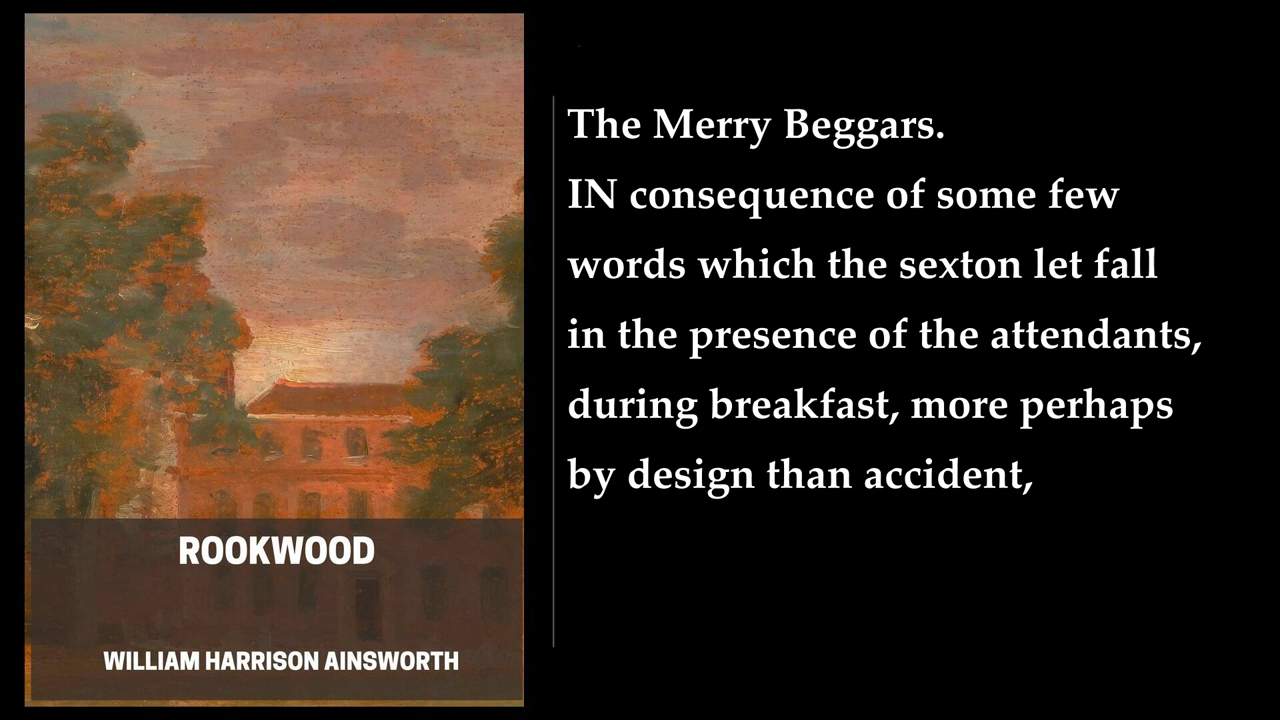 ROOKWOOD
WILLIAM HARRISON AINSWORTH
The Merry Beggars.
IN consequence of some few
words which the sexton let fall
in the presence of the attendants,
during breakfast, more perhaps
by design than accident,